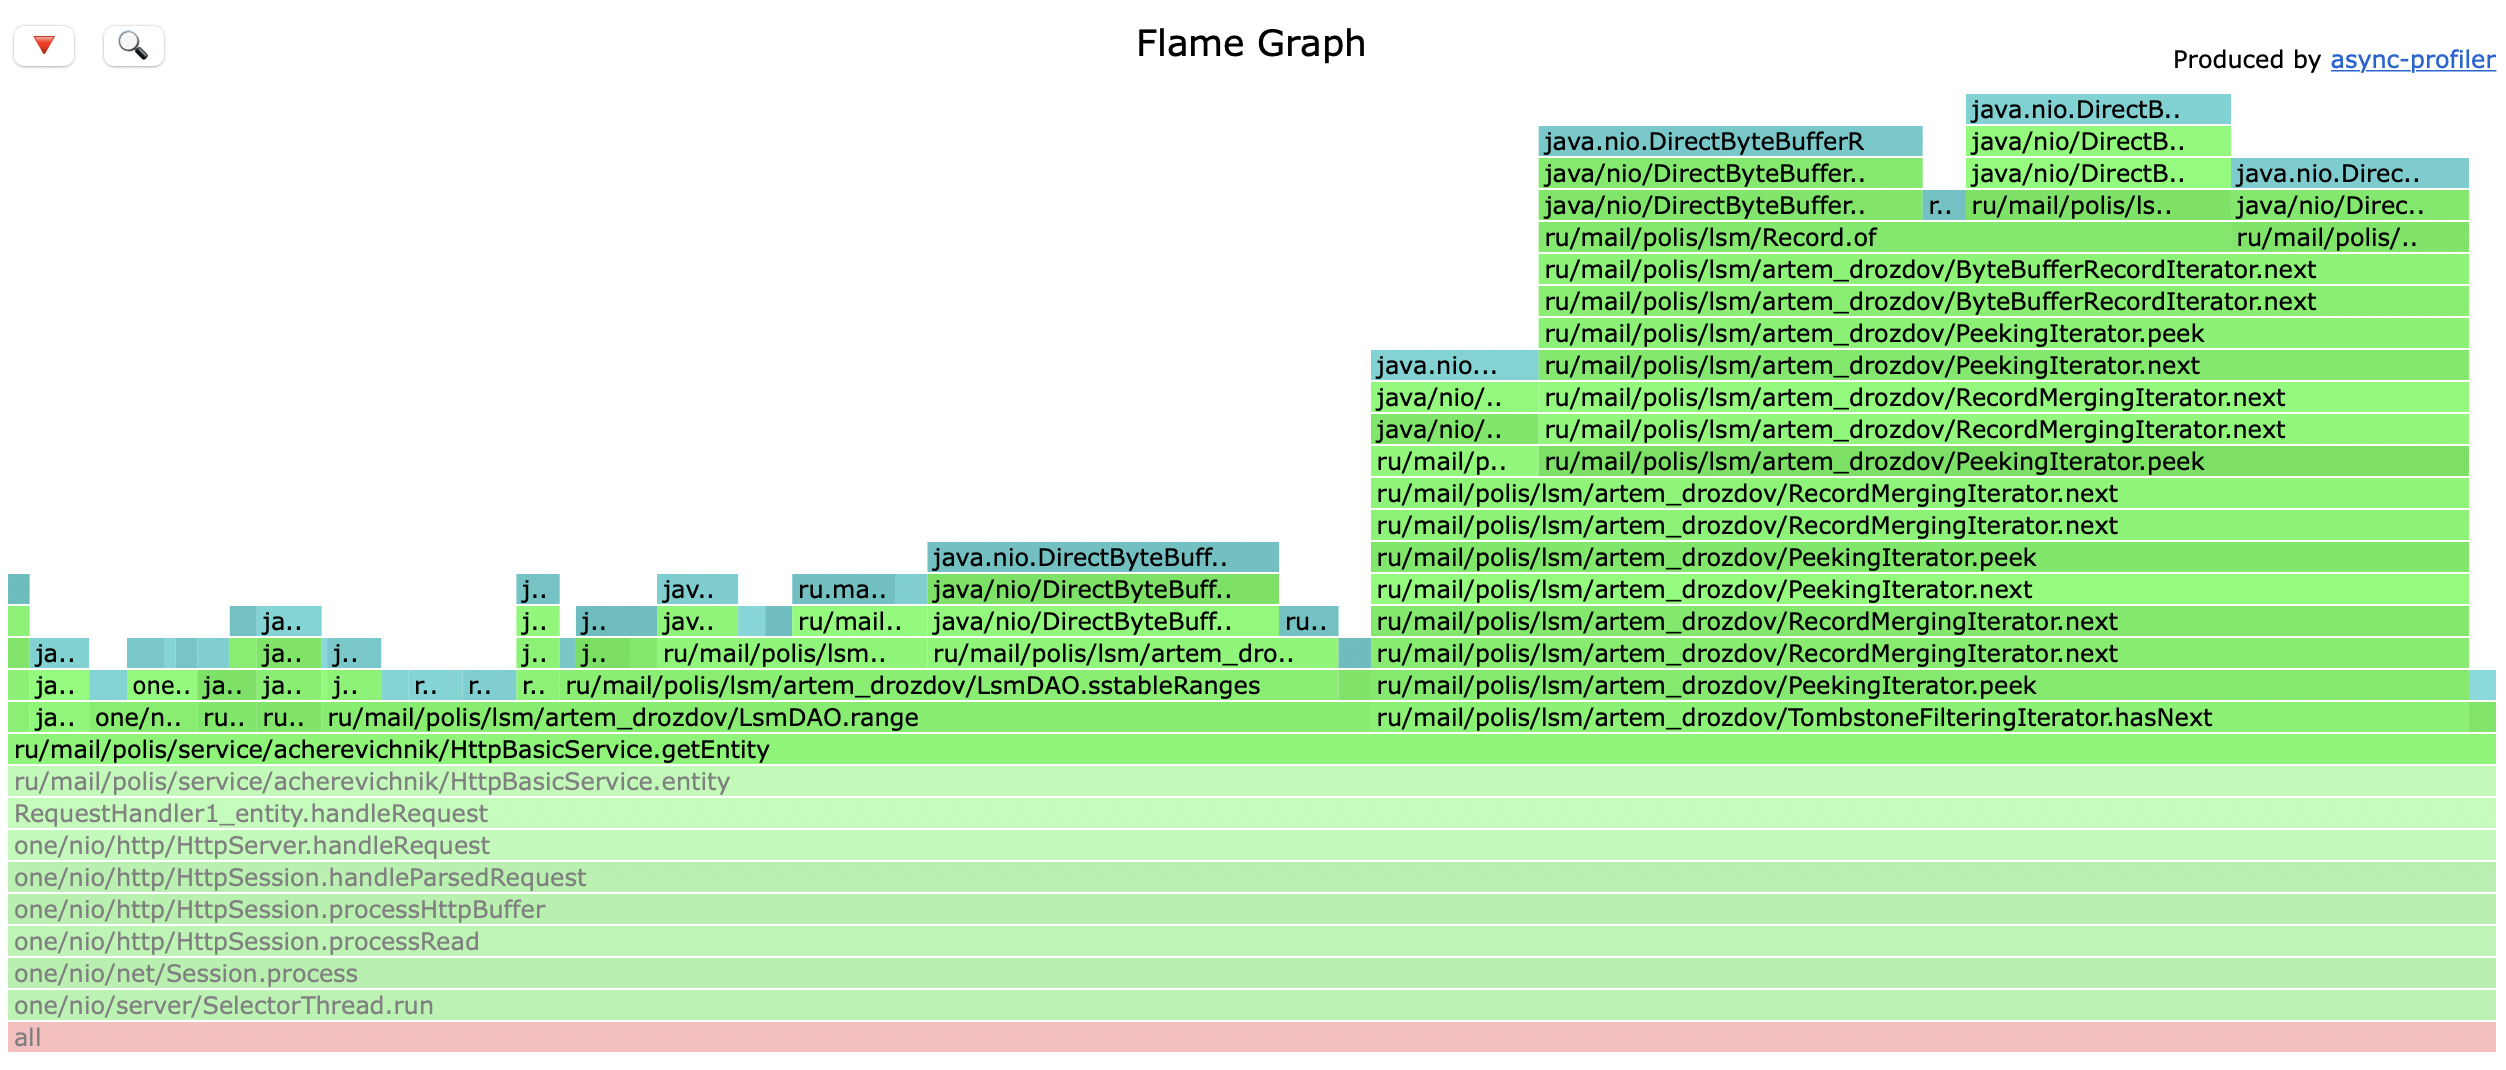 Flame Graph
Produced by async-profiler
java.nio.DirectB..
java.nio.DirectByteBufferR java/nio/DirectB..
java/nio/DirectByteBuffer.. java/nio/DirectB.. java.nio.Direc..
java/nio/DirectByteBuffer.. r.. ru/mail/polis/ls.. java/nio/Direc..
ru/mail/polis/lsm/Record.of ru/mail/polis/..
ru/mail/polis/lsm/artem_drozdov/ByteBufferRecordIterator.next
ru/mail/polis/lsm/artem_drozdov/ByteBufferRecordIterator.next
ru/mail/polis/lsm/artem_drozdov/PeekingIterator.peek
java.nio... ru/mail/polis/lsm/artem_drozdov/PeekingIterator.next
java/nio/.. ru/mail/polis/lsm/artem_drozdov/RecordMergingIterator.next
java/nio/.. ru/mail/polis/lsm/artem_drozdov/RecordMergingIterator.next
ru/mail/p.. ru/mail/polis/lsm/artem_drozdov/PeekingIterator.peek
ru/mail/polis/lsm/artem_drozdov/RecordMergingIterator.next
ru/mail/polis/lsm/artem_drozdov/RecordMergingIterator.next
java.nio.DirectByteBuff.. ru/mail/polis/lsm/artem_drozdov/PeekingIterator.peek
j.. jav.. ru.ma.. java/nio/DirectByteBuff.. ru/mail/polis/lsm/artem_drozdov/PeekingIterator.next
ja.. j.. j.. jav.. ru/mail.. java/nio/DirectByteBuff.. ru.. ru/mail/polis/lsm/artem_drozdov/RecordMergingIterator.next
ja.. ja.. j.. j.. j.. ru/mail/polis/lsm.. ru/mail/polis/lsm/artem_dro.. ru/mail/polis/lsm/artem_drozdov/RecordMergingIterator.next
ja.. one.. ja.. ja.. j.. r.. r.. r.. ru/mail/polis/lsm/artem_drozdov/LsmDAO.sstableRanges ru/mail/polis/lsm/artem_drozdov/PeekingIterator.peek
ja.. one/n.. ru.. ru.. ru/mail/polis/lsm/artem_drozdov/LsmDAO.range ru/mail/polis/lsm/artem_drozdov/TombstoneFilteringIterator.hasNext
ru/mail/polis/service/acherevichnik/HttpBasicService.getEntity
ru/mail/polis/service/acherevichnik/HttpBasicService.entity
RequestHandler1_entity.handleRequest
one/nio/http/HttpServer.handleRequest
one/nio/http/HttpSession.handleParsedRequest
one/nio/http/HttpSession.processHttpBuffer
one/nio/http/HttpSession.processRead
one/nio/net/Session.process
one/nio/server/SelectorThread.run
all